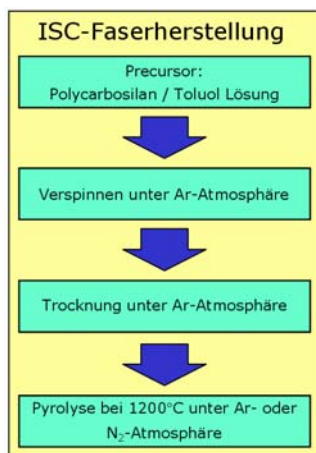 ISC-Faserherstellung
Precursor:
Polycarbosilan / Toluol Lösung
Verspinnen unter Ar-Atmosphäre
Trocknung unter Ar-Atmosphäre
Pyrolyse bei 1200°C unter Ar- oder
N₂-Atmosphäre